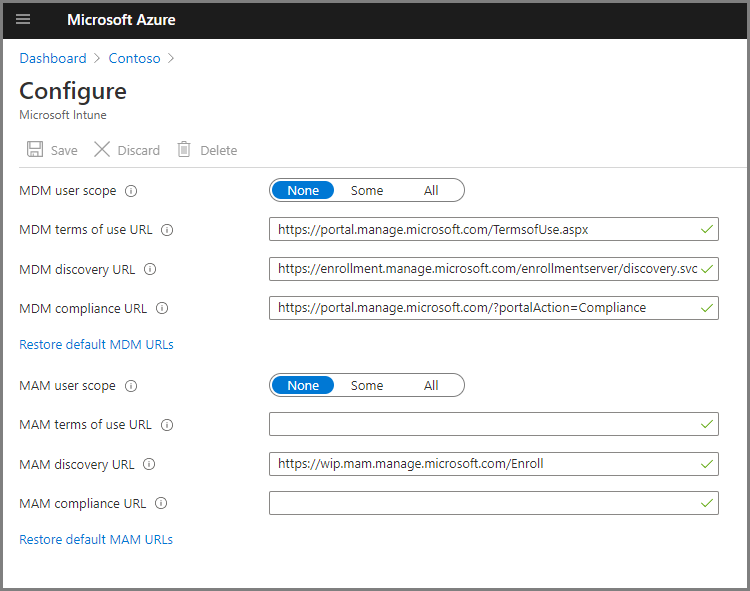 Microsoft Azure
Dashboard > Contoso >
Configure
Microsoft Intune
Save Discard Delete
MDM user scope None Some All
MDM terms of use URL https://portal.manage.microsoft.com/TermsofUse.aspx
MDM discovery URL https://enrollment.manage.microsoft.com/enrollmentserver/discovery.svc
MDM compliance URL https://portal.manage.microsoft.com/?portalAction=Compliance
Restore default MDM URLs
MAM user scope None Some All
MAM terms of use URL
MAM discovery URL https://wip.mam.manage.microsoft.com/Enroll
MAM compliance URL
Restore default MAM URLs